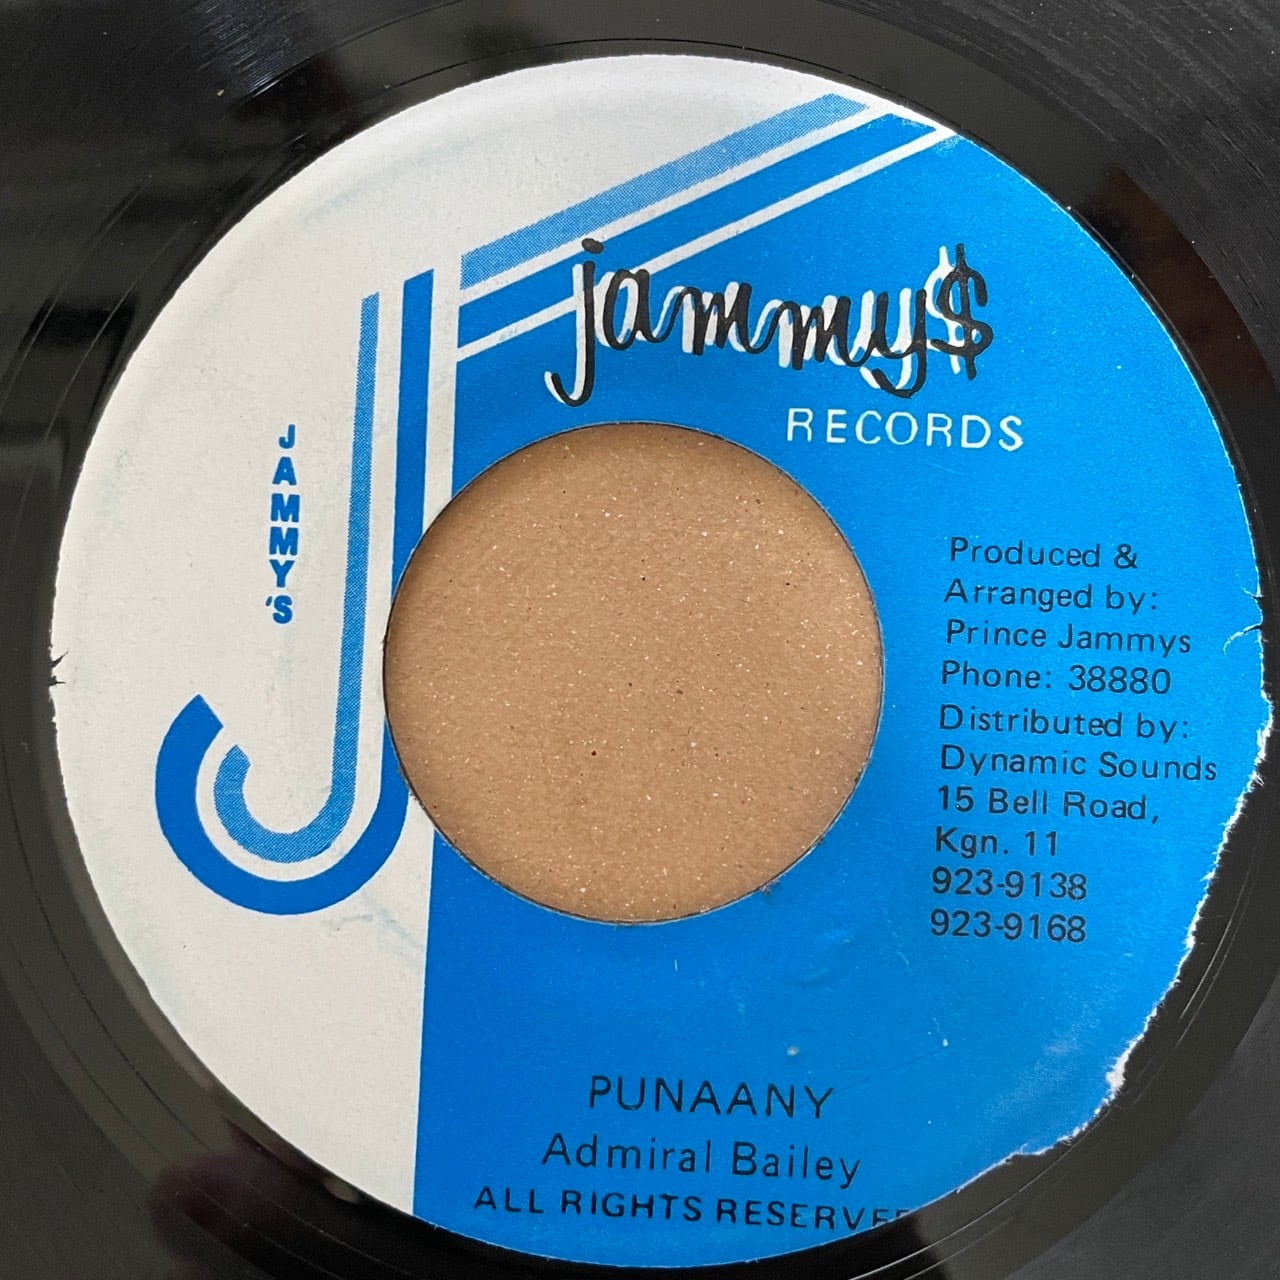 jammy$
RECORDS
JAMMY'S
Produced &
Arranged by:
Prince Jammys
Phone: 38880
Distributed by:
Dynamic Sounds
15 Bell Road,
Kgn. 11
923-9138
923-9168
PUNAANY
Admiral Bailey
ALL RIGHTS RESERVE